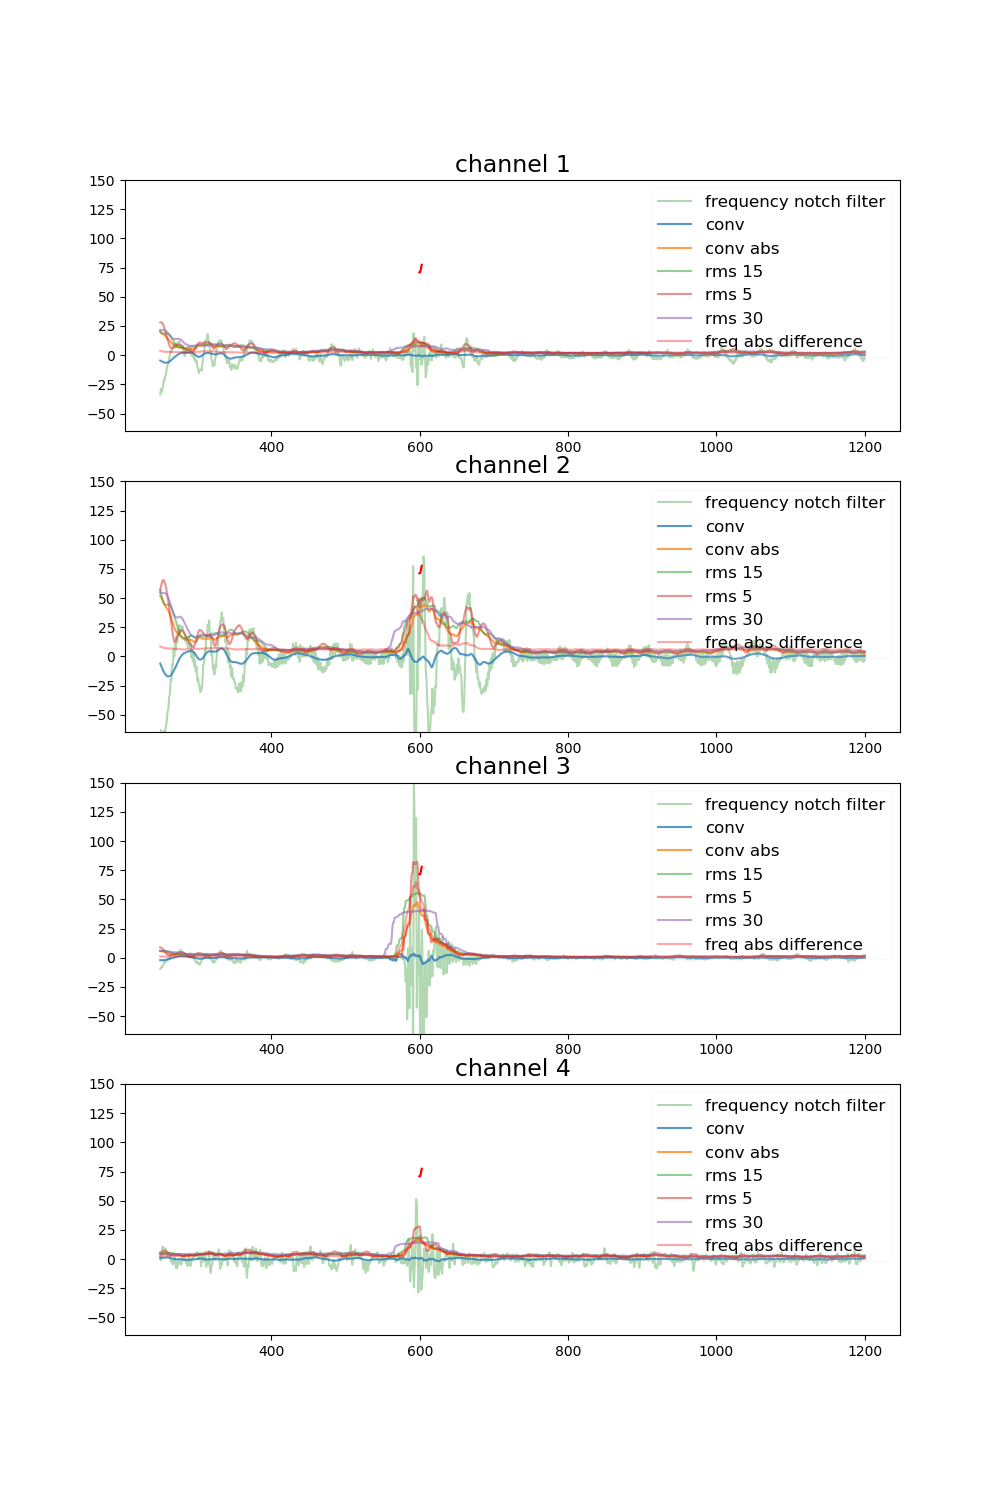 channel 1
150
125
100
75
50
25
0
−25
−50
frequency notch filter
conv
conv abs
rms 15
rms 5
rms 30
freq abs difference
400 600 800 1000 1200
channel 2
150
125
100
75
50
25
0
−25
−50
frequency notch filter
conv
conv abs
rms 15
rms 5
rms 30
freq abs difference
400 600 800 1000 1200
channel 3
150
125
100
75
50
25
0
−25
−50
frequency notch filter
conv
conv abs
rms 15
rms 5
rms 30
freq abs difference
400 600 800 1000 1200
channel 4
150
125
100
75
50
25
0
−25
−50
frequency notch filter
conv
conv abs
rms 15
rms 5
rms 30
freq abs difference
400 600 800 1000 1200